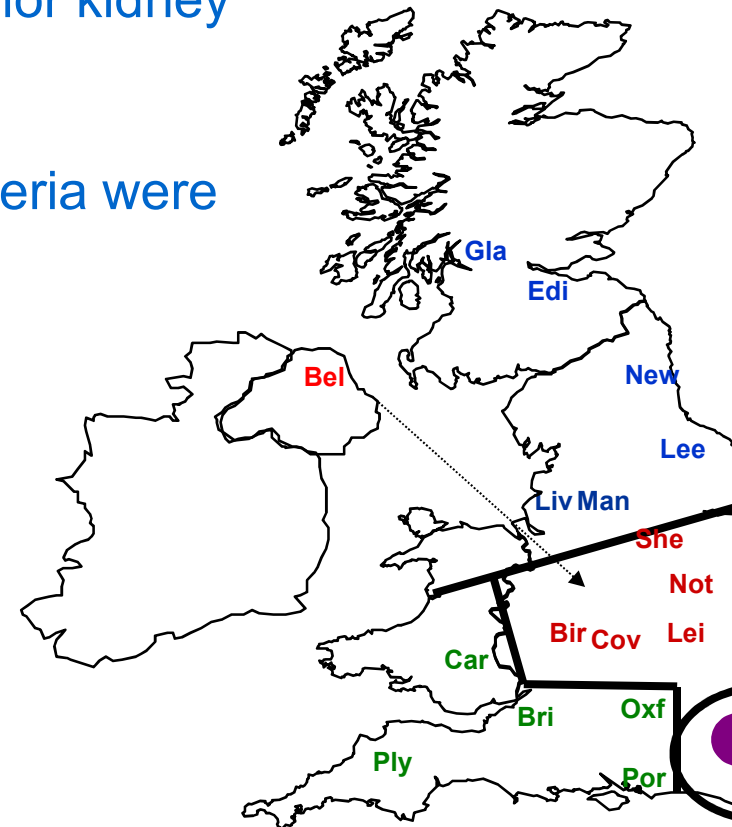 nor kidney
eria were
Gla
Edi
Bel
New
Lee
Liv Man
She
Not
Bir Cov Lei
Car
Bri
Oxf
Ply
Por